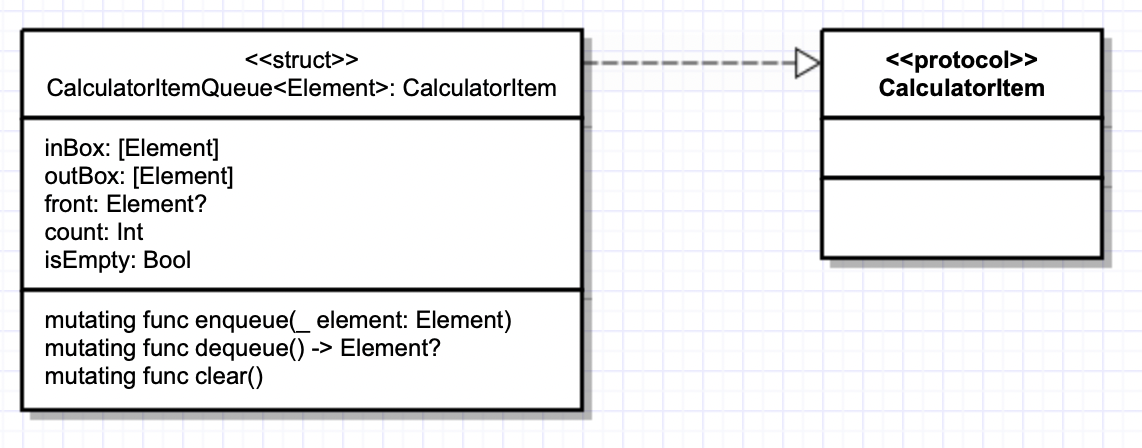 <<struct>>
CalculatorItemQueue<Element>: CalculatorItem
inBox: [Element]
outBox: [Element]
front: Element?
count: Int
isEmpty: Bool
mutating func enqueue(_ element: Element)
mutating func dequeue() -> Element?
mutating func clear()
<<protocol>>
CalculatorItem